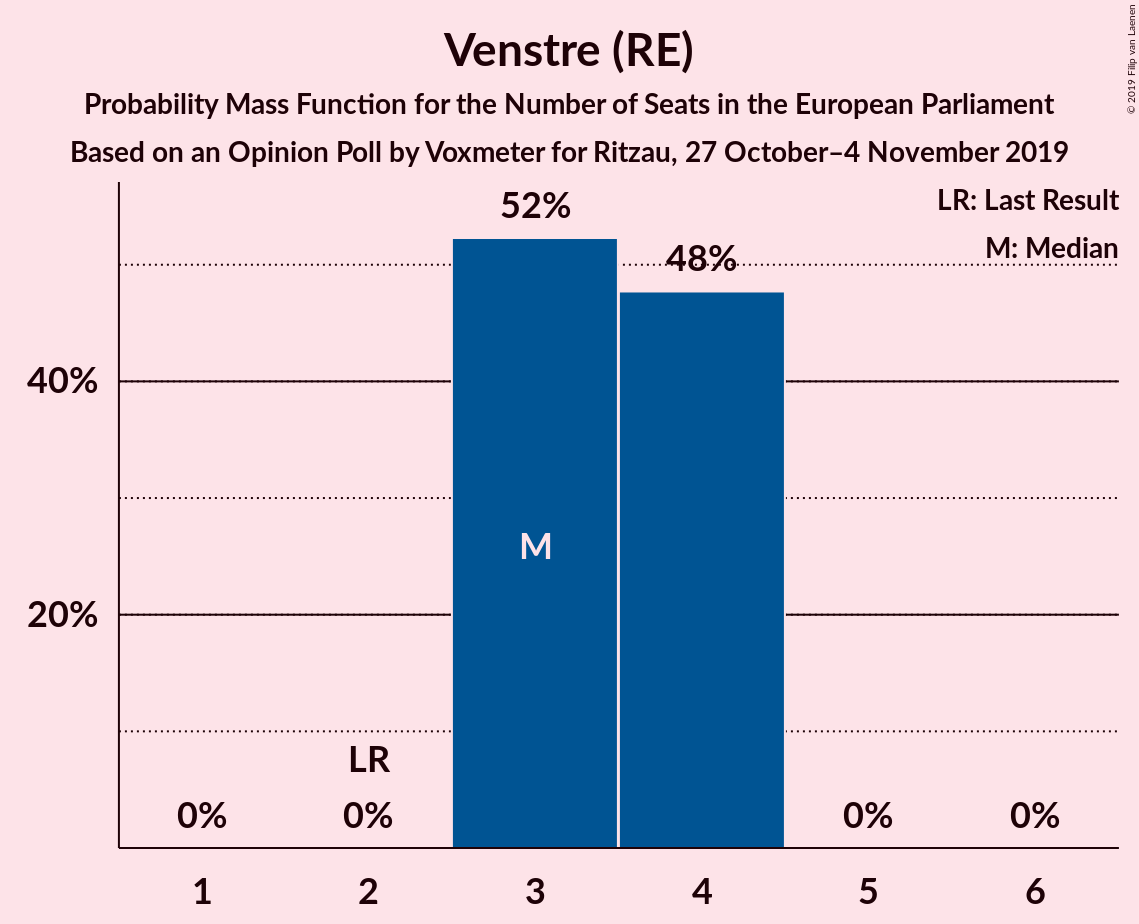 Venstre (RE)
Probability Mass Function for the Number of Seats in the European Parliament
Based on an Opinion Poll by Voxmeter for Ritzau, 27 October–4 November 2019
© 2019 Filip van Laenen
LR: Last Result
M: Median
52%
48%
40%
20%
M
LR
0%
0%
0%
0%
1
2
3
4
5
6